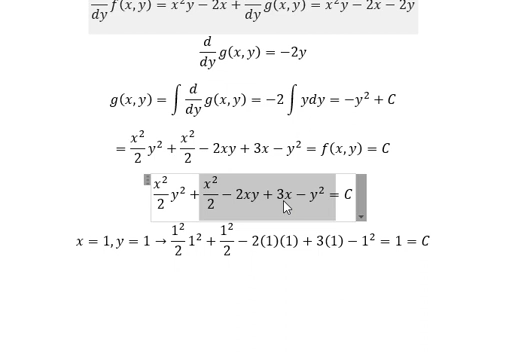 d/dy f(x, y) = x²y − 2x + d/dy g(x, y) = x²y − 2x − 2y
d/dy g(x, y) = −2y
g(x, y) = ∫ d/dy g(x, y) = −2 ∫ ydy = −y² + C
= x²/2 y² + x²/2 − 2xy + 3x − y² = f(x, y) = C
x²/2 y² + x²/2 − 2xy + 3x − y² = C
x = 1, y = 1 → 1²/2 1² + 1²/2 − 2(1)(1) + 3(1) − 1² = 1 = C